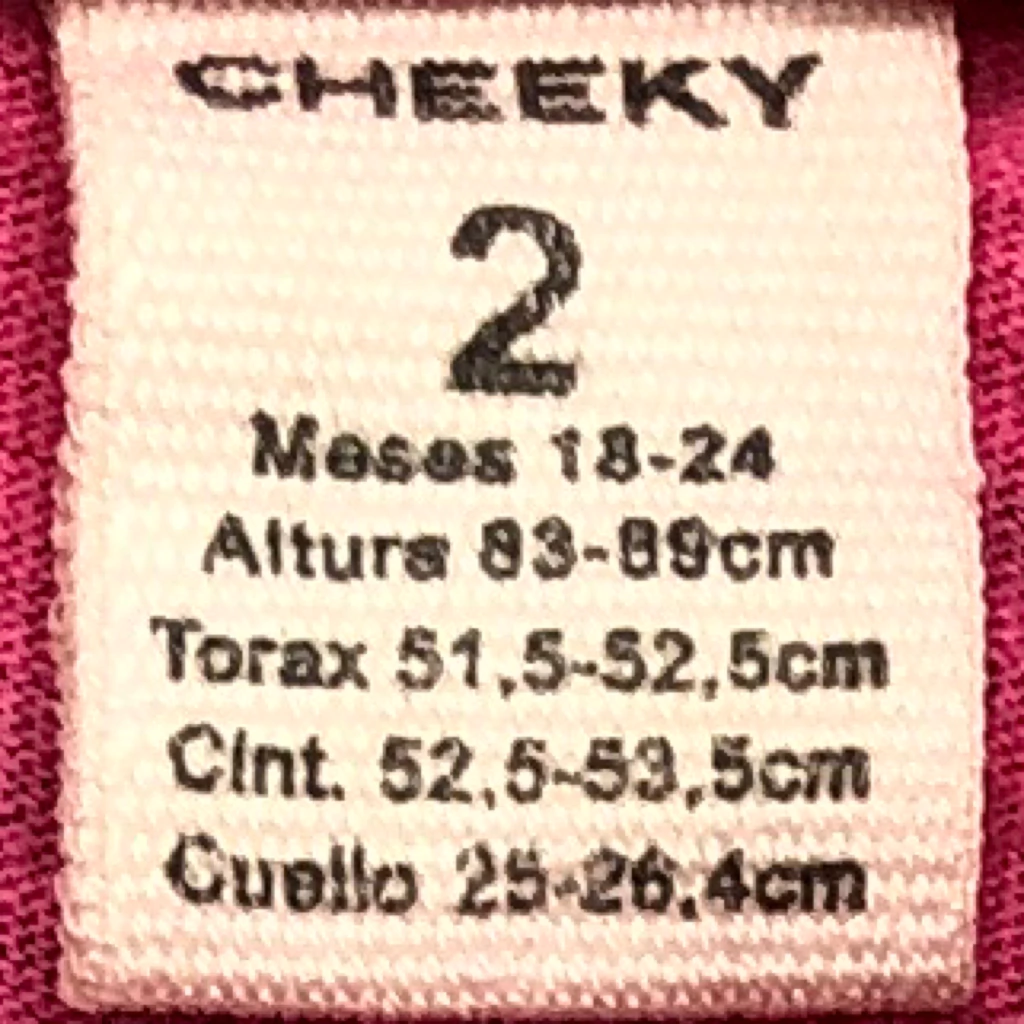 CHEEKY
2
Meses 18-24
Altura 83-89cm
Torax 51,5-52,5cm
Cint. 52,5-53,5cm
Cuello 25-26,4cm